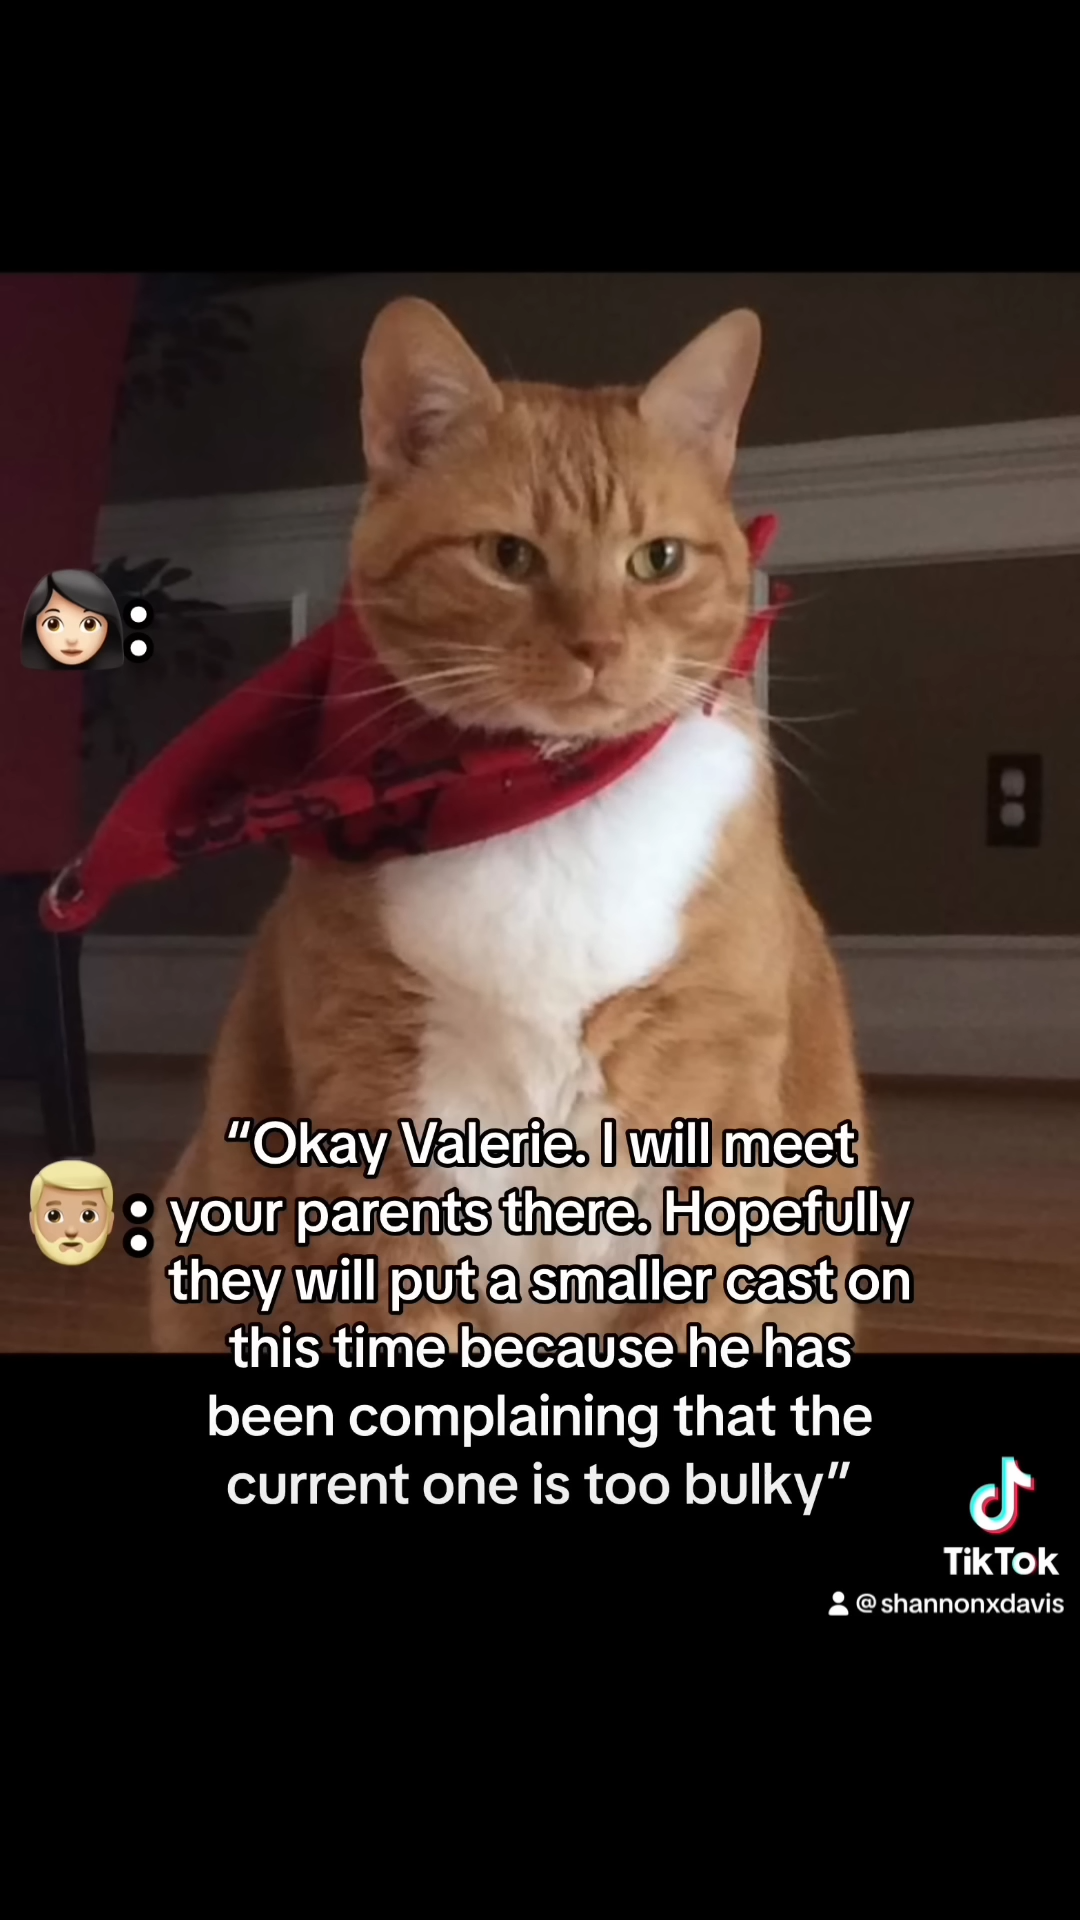 “Okay Valerie. I will meet
your parents there. Hopefully
they will put a smaller cast on
this time because he has
been complaining that the
current one is too bulky”
TikTok
@shannonxdavis